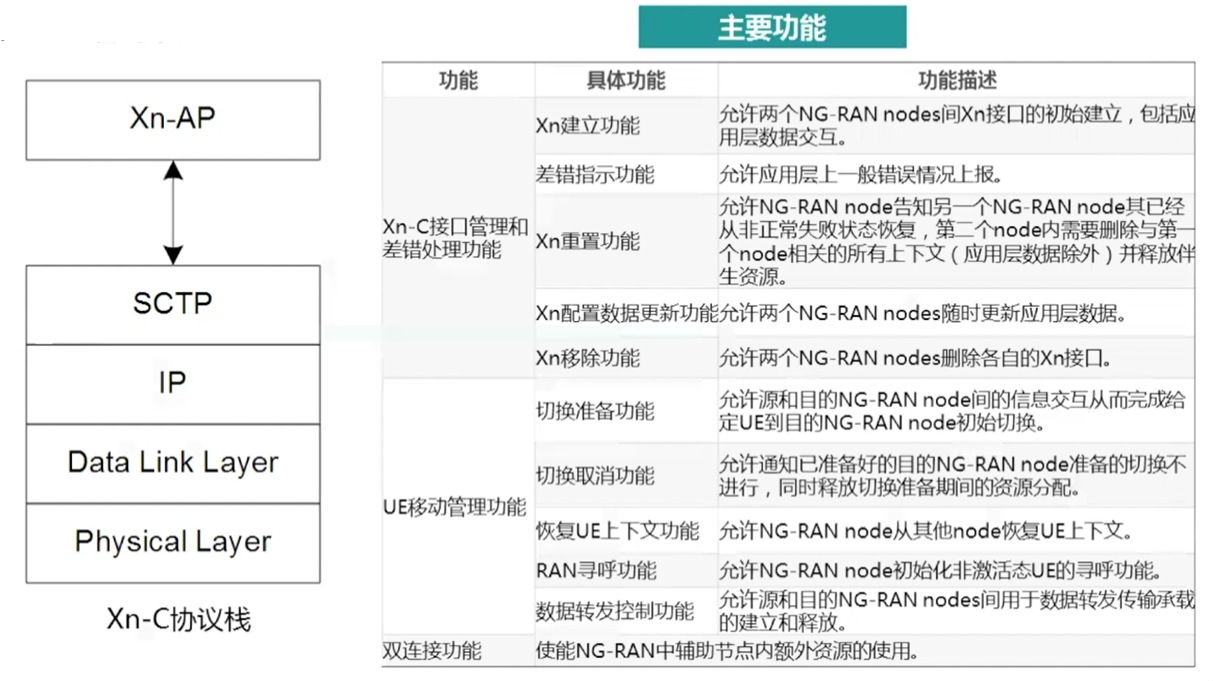 主要功能
Xn-AP
SCTP
IP
Data Link Layer
Physical Layer
Xn-C协议栈
功能
具体功能
功能描述
Xn-C接口管理和
差错处理功能
Xn建立功能
允许两个NG-RAN nodes间Xn接口的初始建立，包括应
用层数据交互。
差错指示功能
允许应用层上一般错误情况上报。
Xn重置功能
允许NG-RAN node告知另一个NG-RAN node其已经
从非正常失败状态恢复，第二个node内需要删除与第一
个node相关的所有上下文（应用层数据除外）并释放伴
生资源。
Xn配置数据更新功能
允许两个NG-RAN nodes随时更新应用层数据。
Xn移除功能
允许两个NG-RAN nodes删除各自的Xn接口。
UE移动管理功能
切换准备功能
允许源和目的NG-RAN node间的信息交互从而完成给
定UE到目的NG-RAN node初始切换。
切换取消功能
允许通知已准备好的目的NG-RAN node准备的切换不
进行，同时释放切换准备期间的资源分配。
恢复UE上下文功能
允许NG-RAN node从其他node恢复UE上下文。
RAN寻呼功能
允许NG-RAN node初始化非激活态UE的寻呼功能。
数据转发控制功能
允许源和目的NG-RAN nodes间用于数据转发传输承载
的建立和释放。
双连接功能
使能NG-RAN中辅助节点内额外资源的使用。